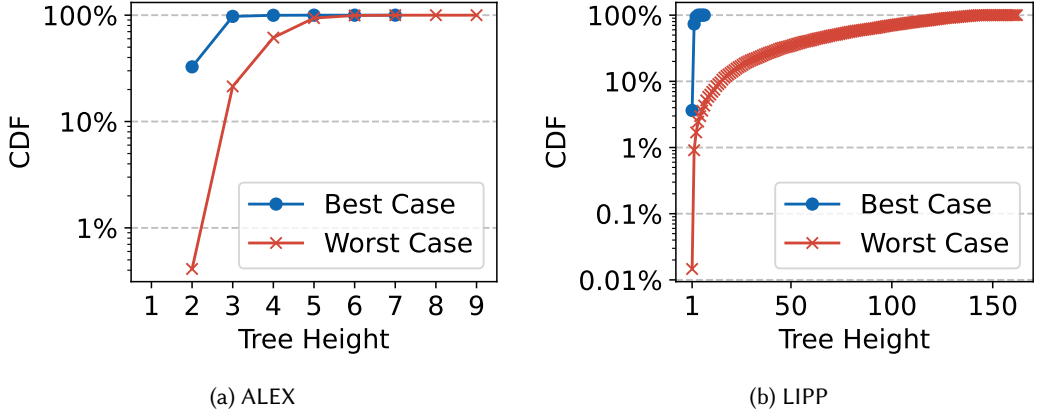 100%
10%
1%
CDF
Best Case
Worst Case
1 2 3 4 5 6 7 8 9
Tree Height
(a) ALEX
100%
10%
1%
0.1%
0.01%
CDF
Best Case
Worst Case
1 50 100 150
Tree Height
(b) LIPP